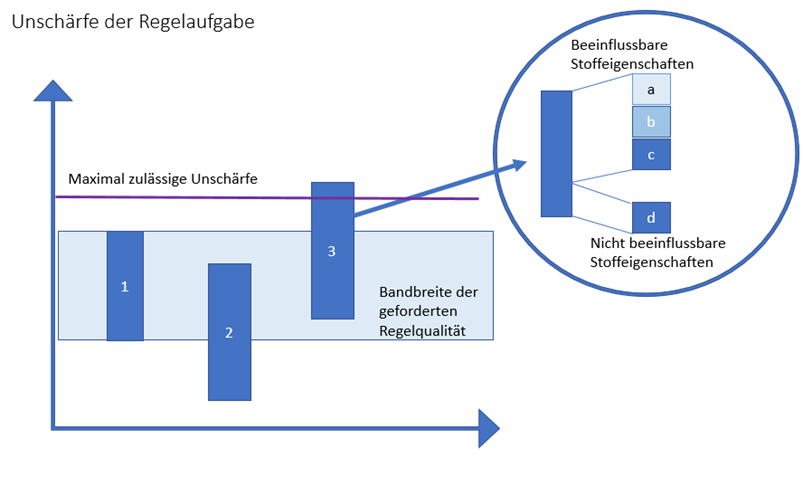 Unschärfe der Regelaufgabe
Beeinflussbare
Stoffeigenschaften
a
b
c
d
Nicht beeinflussbare
Stoffeigenschaften
Maximal zulässige Unschärfe
1
2
3
Bandbreite der
geforderten
Regelqualität